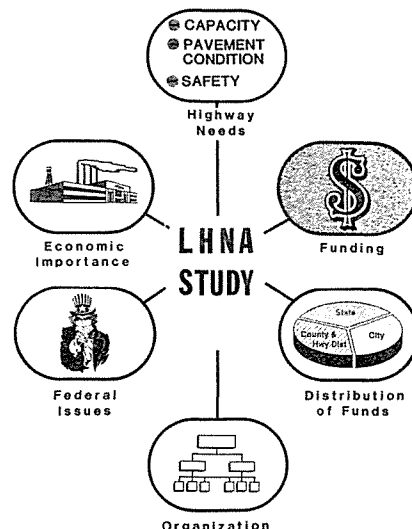 CAPACITY
PAVEMENT
CONDITION
SAFETY
Highway
Needs
Economic
Importance
LHNA
STUDY
$
Funding
Federal
Issues
State
County &
Hwy Dist
City
Distribution
of Funds
Organization